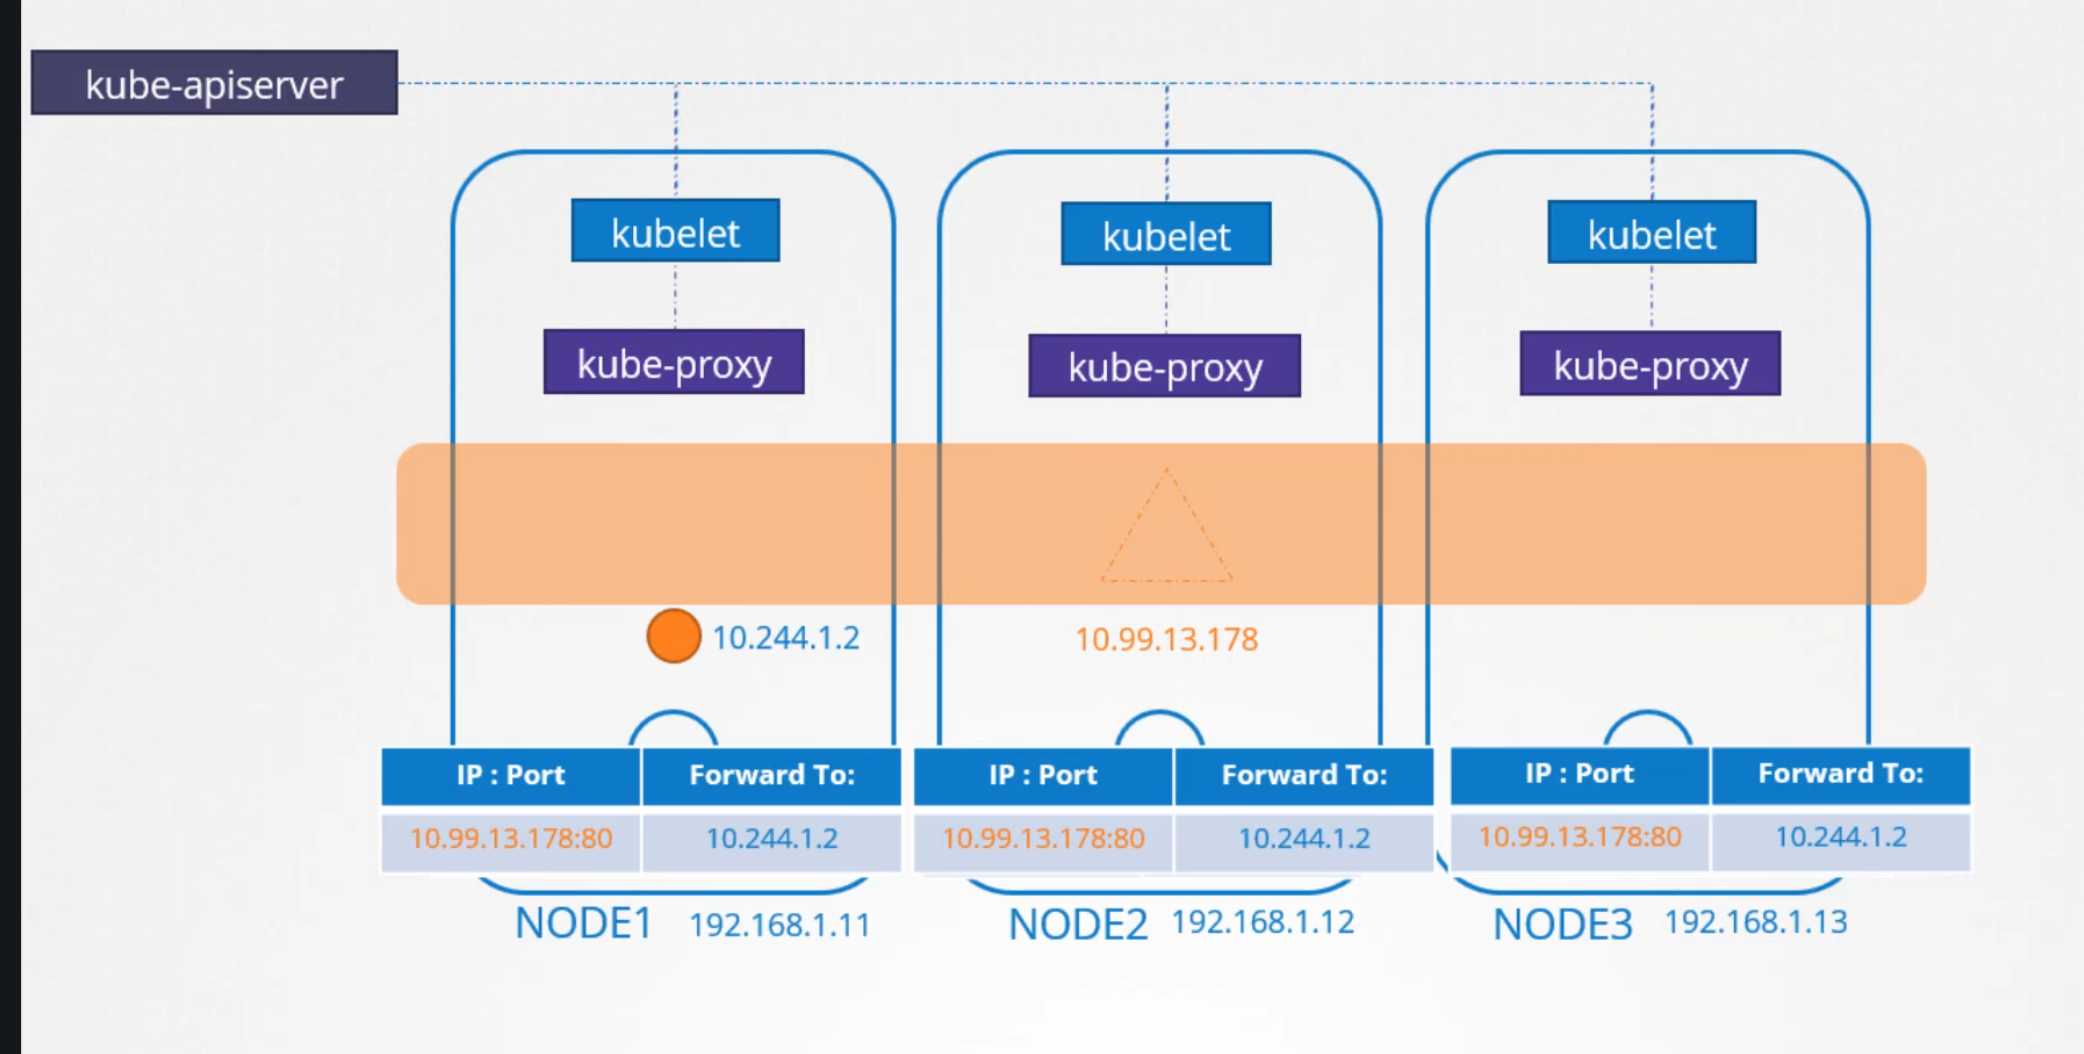 kube-apiserver
kubelet
kubelet
kubelet
kube-proxy
kube-proxy
kube-proxy
10.244.1.2
10.99.13.178
IP : Port Forward To:
10.99.13.178:80 10.244.1.2
IP : Port Forward To:
10.99.13.178:80 10.244.1.2
IP : Port Forward To:
10.99.13.178:80 10.244.1.2
NODE1 192.168.1.11
NODE2 192.168.1.12
NODE3 192.168.1.13